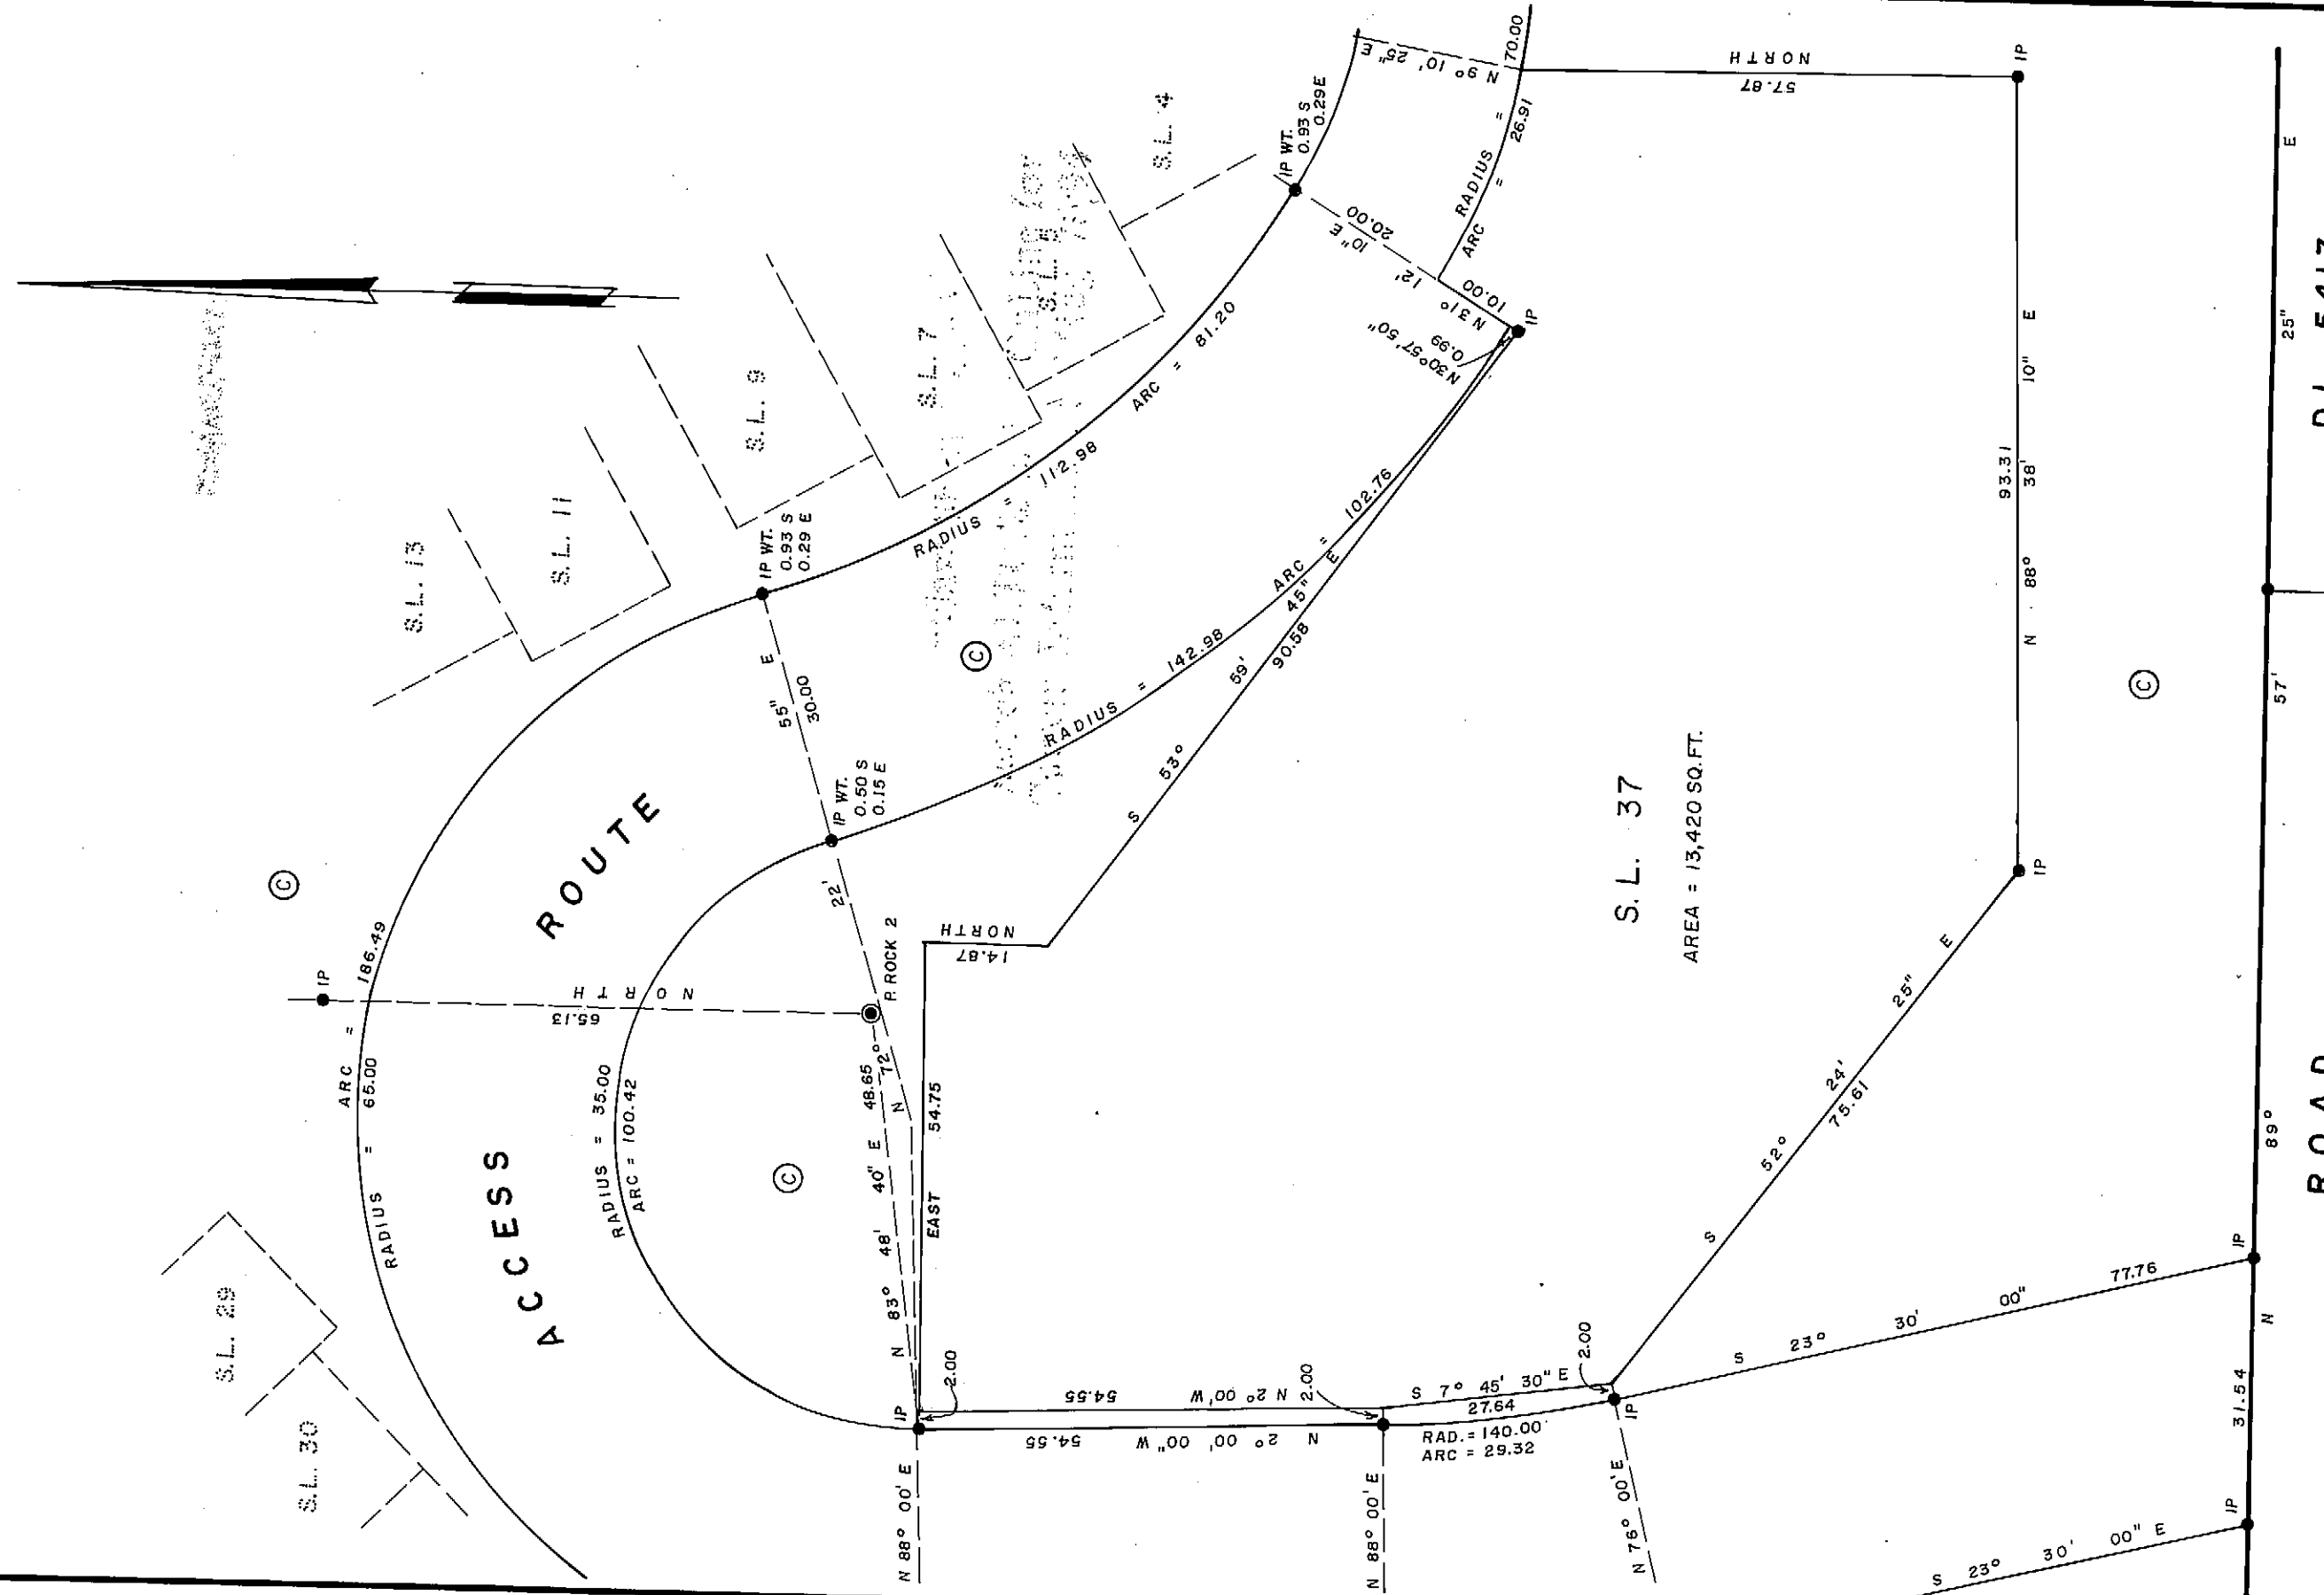 S.L. 29
S.L. 30
S.L. 13
S.L. 11
S.L. 9
S.L. 7
S.L. 4
ACCESS ROUTE
ARC = 186.49
RADIUS = 65.00
IP
NORTH
65.13
RADIUS = 35.00
ARC = 100.42
P. ROCK 2
N 83° 48' 40" E 48.65
N 72° 22' 55" E
30.00
IP WT.
0.50 S
0.15 E
IP WT.
0.93 S
0.29 E
RADIUS = 112.98
ARC = 81.20
IP WT.
0.93 S
0.29 E
RADIUS = 142.98
ARC = 102.76
N 31° 12' 10" E
20.00
10.00
N 30° 57' 50"
0.99
IP
N 9° 10' 25" E
RADIUS = 70.00
ARC = 26.91
NORTH
57.87
IP
EAST 54.75
NORTH
14.87
S 53° 59' 45" E
90.58
IP
2.00
N 2° 00' W
54.55
N 2° 00' 00" W
54.55
2.00
S 7° 45' 30" E
27.64
2.00
RAD. = 140.00'
ARC = 29.32
IP
N 88° 00' E
N 88° 00' E
N 76° 00' E
S.L. 37
AREA = 13,420 SQ.FT.
S 52° 24' 25" E
75.61
IP
93.31
N 88° 38' 10" E
S 23° 30' 00"
77.76
S 23° 30' 00" E
IP
31.54
IP
N 89° 57' 25" E
C
C
C
C
ROAD